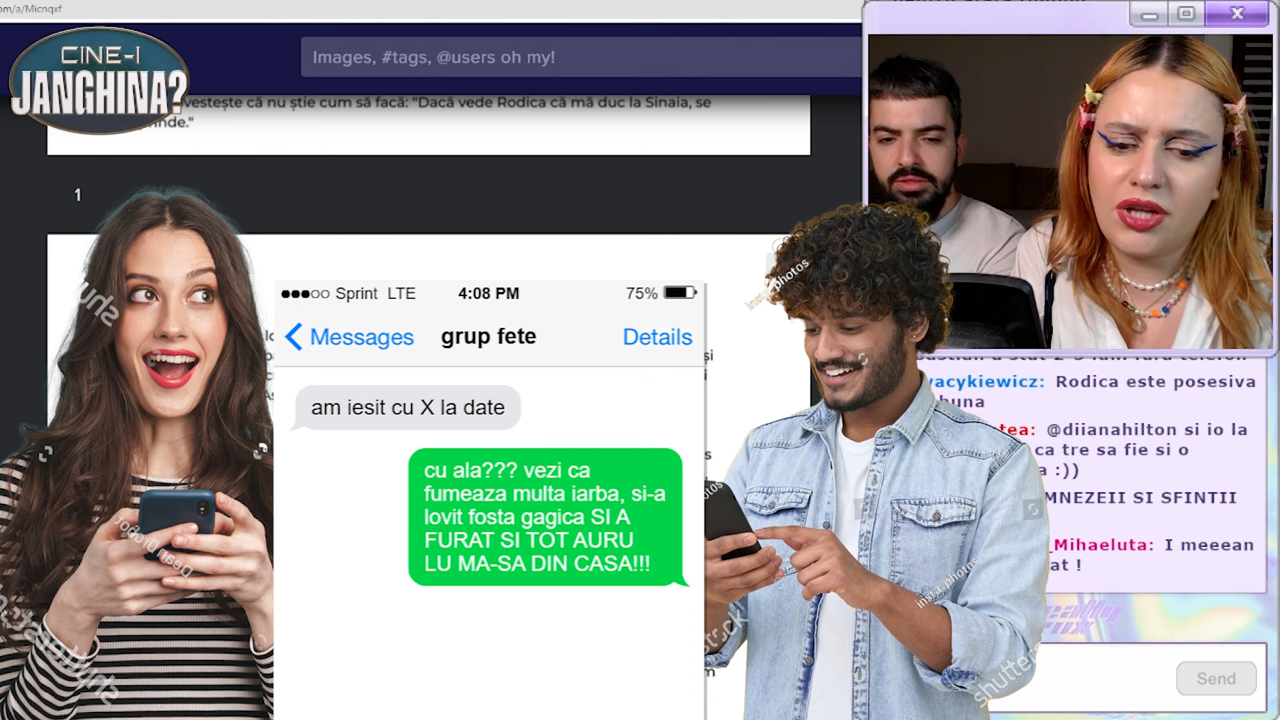 om/a/Micnqxf
CINE-I
JANGHINA?
Images, #tags, @users oh my!
vestește că nu știe cum să facă: "Dacă vede Rodica că mă duc la Sinaia, se
inde."
1
Sprint LTE 4:08 PM 75%
Messages grup fete Details
am iesit cu X la date
cu ala??? vezi ca
fumeaza multa iarba, si-a
lovit fosta gagica SI A
FURAT SI TOT AURU
LU MA-SA DIN CASA!!!
vacykiewicz: Rodica este posesiva
buna
tea: @diianahilton si io la
ca tre sa fie si o
a :))
MNEZEII SI SFINTII
_Mihaeluta: I meeean
at !
Send